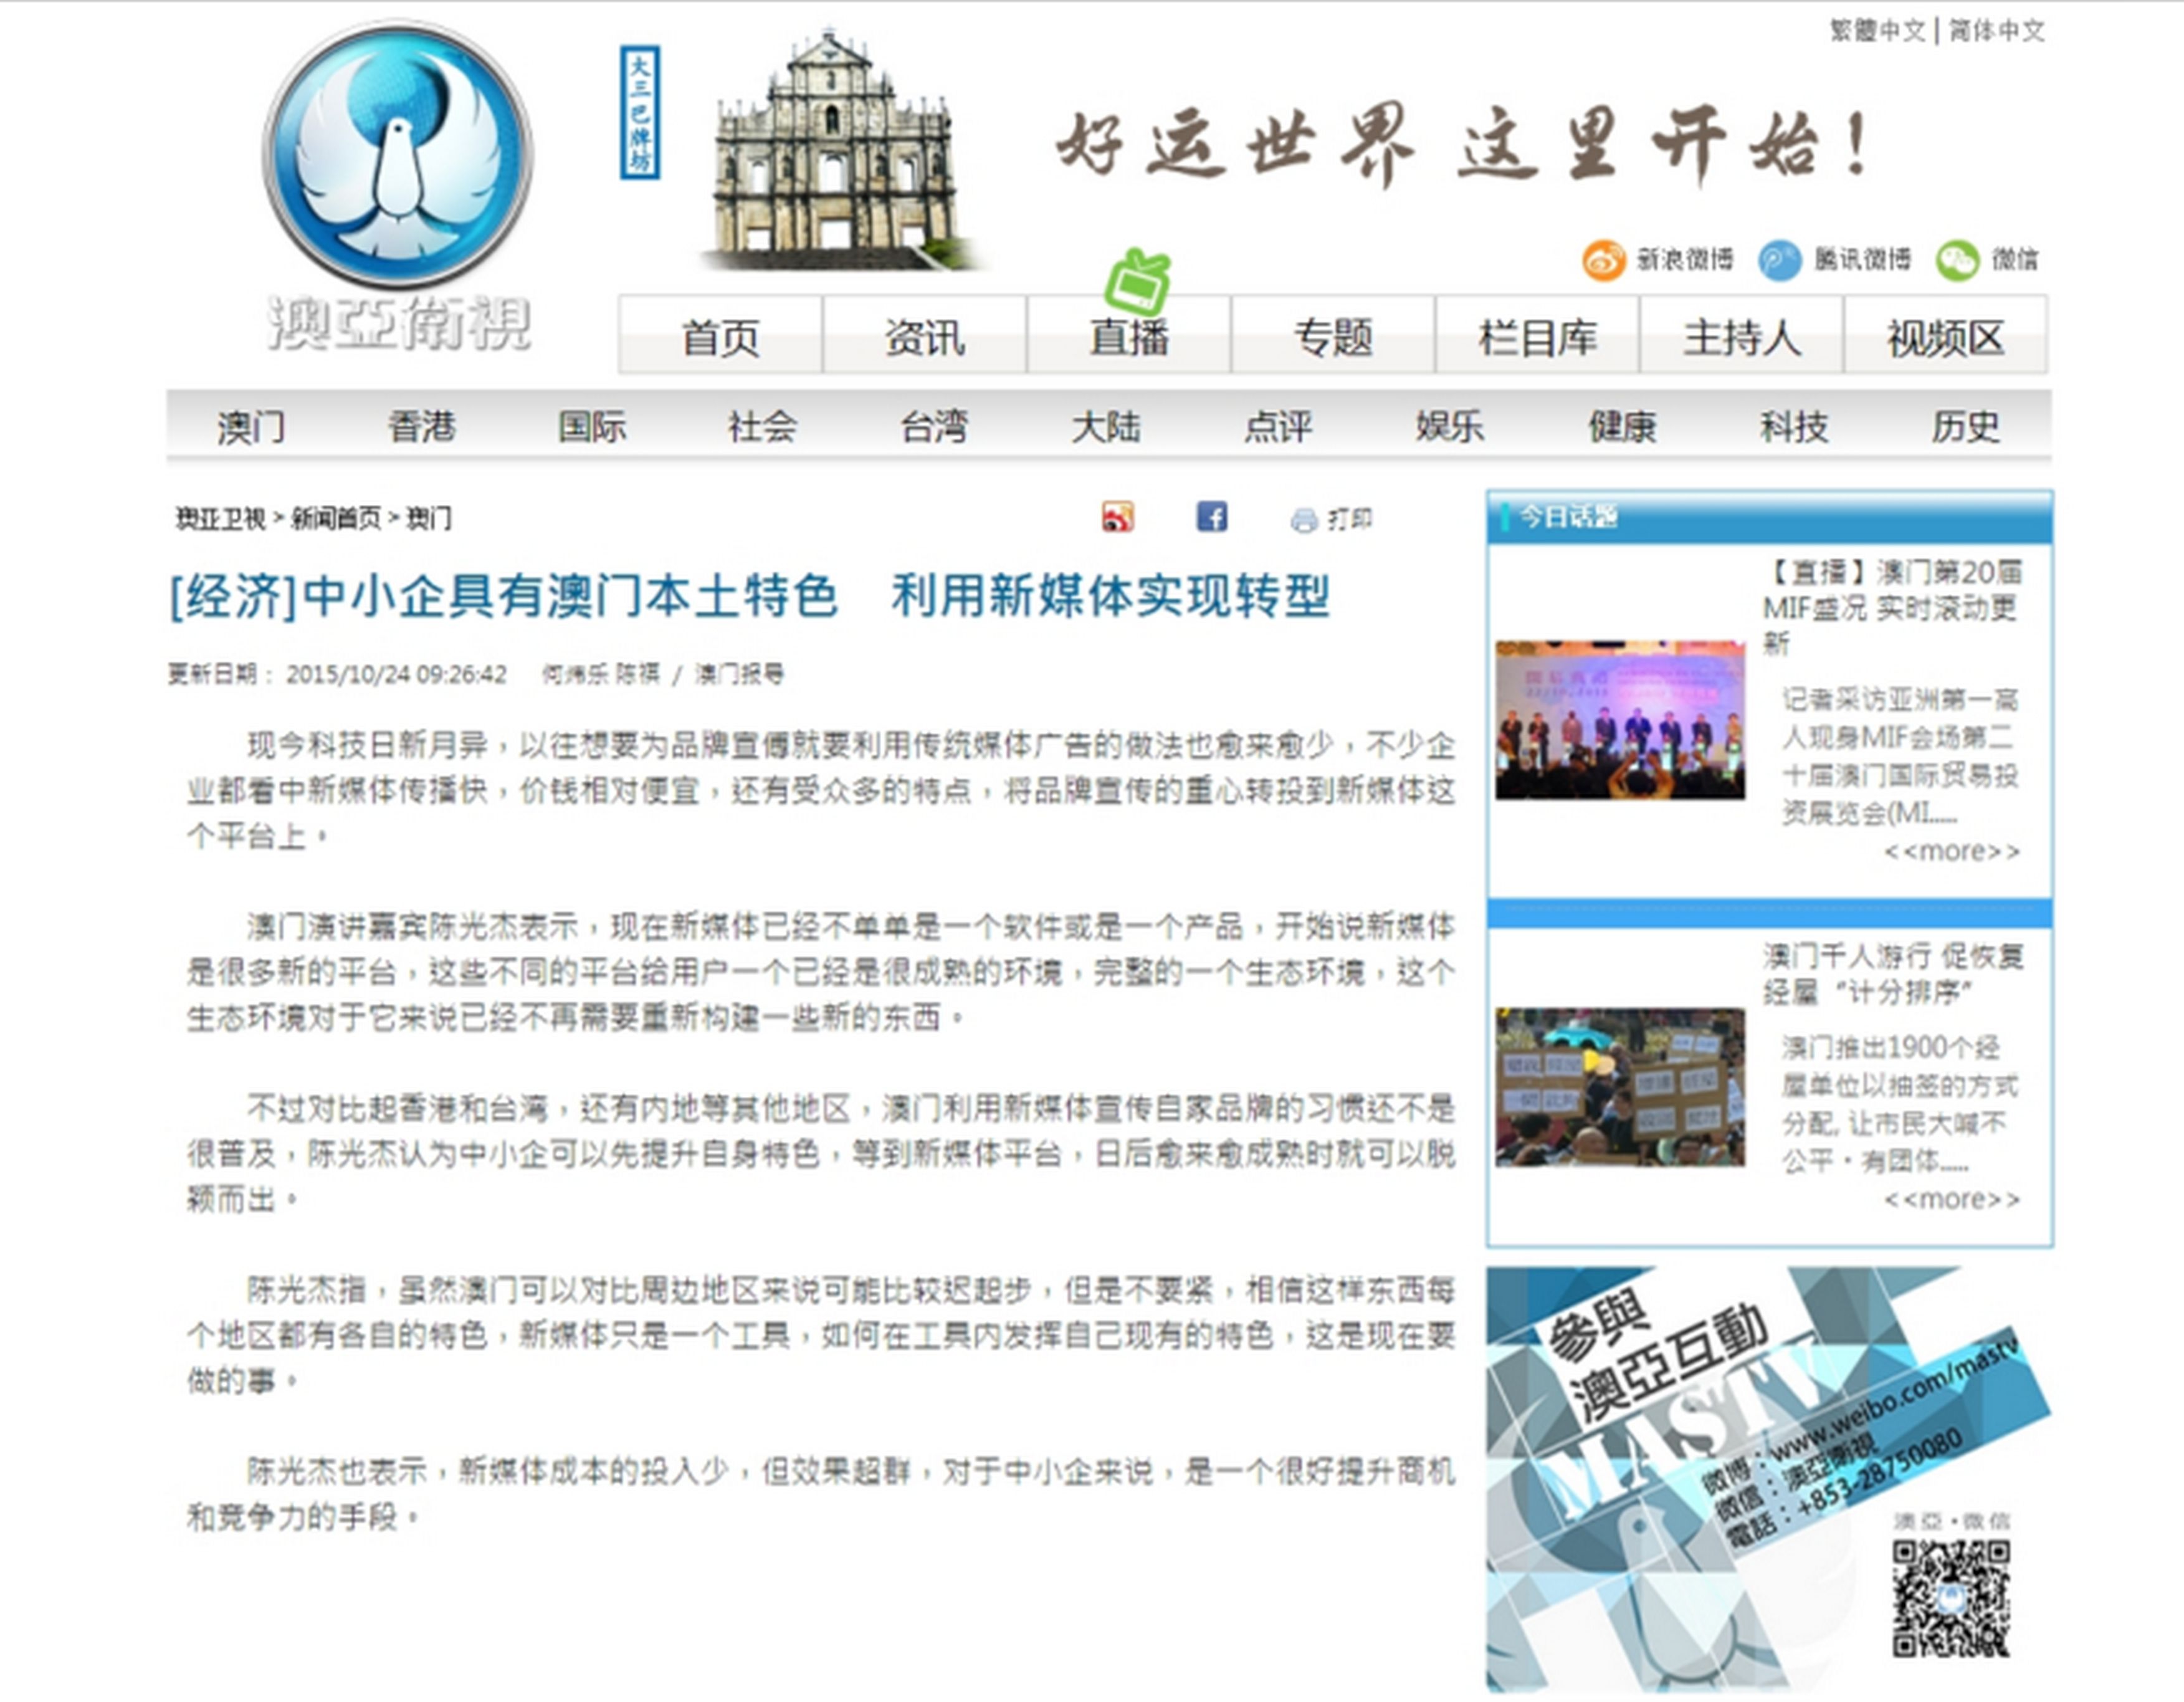 繁體中文 | 简体中文
大三巴牌坊
好运世界 这里开始！
新浪微博 腾讯微博 微信
澳亞衛視
首页 资讯 直播 专题 栏目库 主持人 视频区
澳门 香港 国际 社会 台湾 大陆 点评 娱乐 健康 科技 历史
澳亚卫视 > 新闻首页 > 澳门
打印
[经济]中小企具有澳门本土特色　利用新媒体实现转型
更新日期： 2015/10/24 09:26:42 何炜乐 陈祺 / 澳门报导
现今科技日新月异，以往想要为品牌宣傅就要利用传统媒体广告的做法也愈来愈少，不少企
业都看中新媒体传播快，价钱相对便宜，还有受众多的特点，将品牌宣传的重心转投到新媒体这
个平台上。
澳门演讲嘉宾陈光杰表示，现在新媒体已经不单单是一个软件或是一个产品，开始说新媒体
是很多新的平台，这些不同的平台给用户一个已经是很成熟的环境，完整的一个生态环境，这个
生态环境对于它来说已经不再需要重新构建一些新的东西。
不过对比起香港和台湾，还有内地等其他地区，澳门利用新媒体宣传自家品牌的习惯还不是
很普及，陈光杰认为中小企可以先提升自身特色，等到新媒体平台，日后愈来愈成熟时就可以脱
颖而出。
陈光杰指，虽然澳门可以对比周边地区来说可能比较迟起步，但是不要紧，相信这样东西每
个地区都有各自的特色，新媒体只是一个工具，如何在工具内发挥自己现有的特色，这是现在要
做的事。
陈光杰也表示，新媒体成本的投入少，但效果超群，对于中小企来说，是一个很好提升商机
和竞争力的手段。
今日话题
【直播】澳门第20届
MIF盛况 实时滚动更
新
记者采访亚洲第一高
人现身MIF会场第二
十届澳门国际贸易投
资展览会(MI.....
<<more>>
澳门千人游行 促恢复
经屋“计分排序”
澳门推出1900个经
屋单位以抽签的方式
分配, 让市民大喊不
公平・有团体.....
<<more>>
參與
澳亞互動
MASTV
微博：www.weibo.com/mastv
微信：澳亞衛視
電話：+853-28750080
澳亞・微信